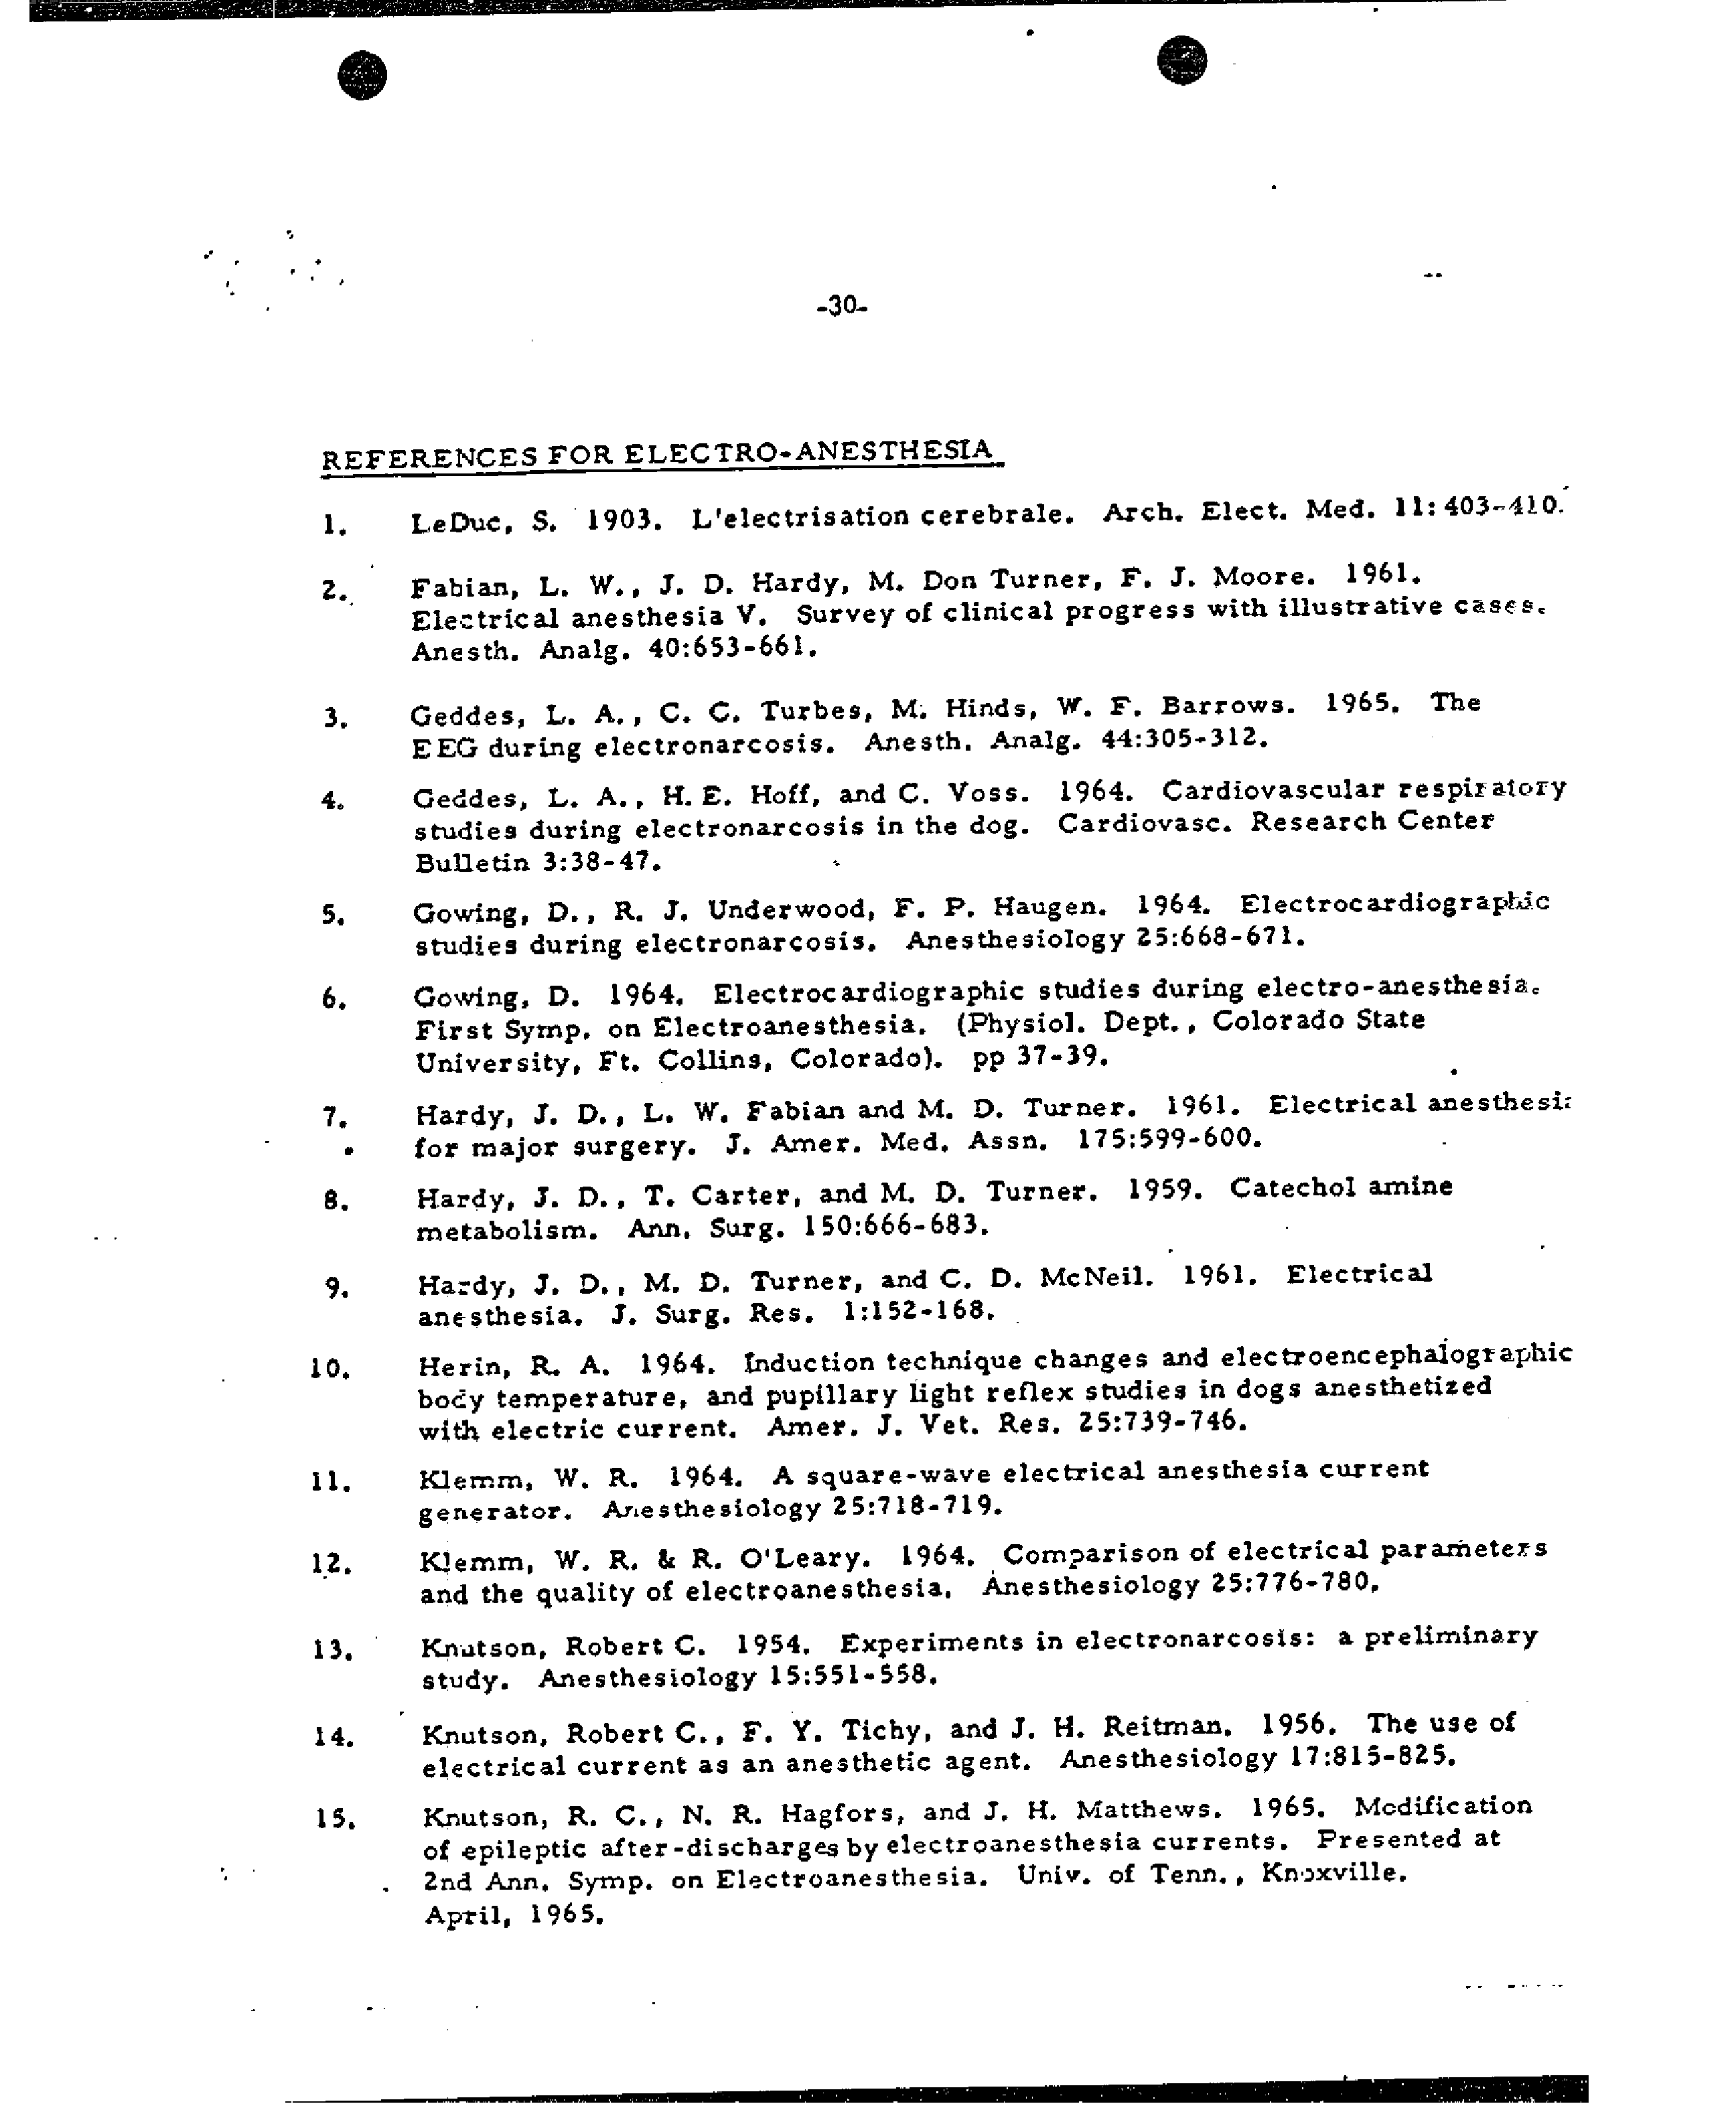 -30-
REFERENCES FOR ELECTRO-ANESTHESIA
1. LeDuc, S. 1903. L'electrisation cerebrale. Arch. Elect. Med. 11:403-410.
2. Fabian, L. W., J. D. Hardy, M. Don Turner, F. J. Moore. 1961.
Electrical anesthesia V. Survey of clinical progress with illustrative cases.
Anesth. Analg. 40:653-661.
3. Geddes, L. A., C. C. Turbes, M. Hinds, W. F. Barrows. 1965. The
EEG during electronarcosis. Anesth. Analg. 44:305-312.
4. Geddes, L. A., H. E. Hoff, and C. Voss. 1964. Cardiovascular respiratory
studies during electronarcosis in the dog. Cardiovasc. Research Center
Bulletin 3:38-47.
5. Gowing, D., R. J. Underwood, F. P. Haugen. 1964. Electrocardiographic
studies during electronarcosis. Anesthesiology 25:668-671.
6. Gowing, D. 1964. Electrocardiographic studies during electro-anesthesia.
First Symp. on Electroanesthesia. (Physiol. Dept., Colorado State
University, Ft. Collins, Colorado). pp 37-39.
7. Hardy, J. D., L. W. Fabian and M. D. Turner. 1961. Electrical anesthesia
for major surgery. J. Amer. Med. Assn. 175:599-600.
8. Hardy, J. D., T. Carter, and M. D. Turner. 1959. Catechol amine
metabolism. Ann. Surg. 150:666-683.
9. Hardy, J. D., M. D. Turner, and C. D. McNeil. 1961. Electrical
anesthesia. J. Surg. Res. 1:152-168.
10. Herin, R. A. 1964. Induction technique changes and electroencephalographic
body temperature, and pupillary light reflex studies in dogs anesthetized
with electric current. Amer. J. Vet. Res. 25:739-746.
11. Klemm, W. R. 1964. A square-wave electrical anesthesia current
generator. Anesthesiology 25:718-719.
12. Klemm, W. R. & R. O'Leary. 1964. Comparison of electrical parameters
and the quality of electroanesthesia. Anesthesiology 25:776-780.
13. Knutson, Robert C. 1954. Experiments in electronarcosis: a preliminary
study. Anesthesiology 15:551-558.
14. Knutson, Robert C., F. Y. Tichy, and J. H. Reitman. 1956. The use of
electrical current as an anesthetic agent. Anesthesiology 17:815-825.
15. Knutson, R. C., N. R. Hagfors, and J. H. Matthews. 1965. Modification
of epileptic after-discharges by electroanesthesia currents. Presented at
2nd Ann. Symp. on Electroanesthesia. Univ. of Tenn., Knoxville.
April, 1965.